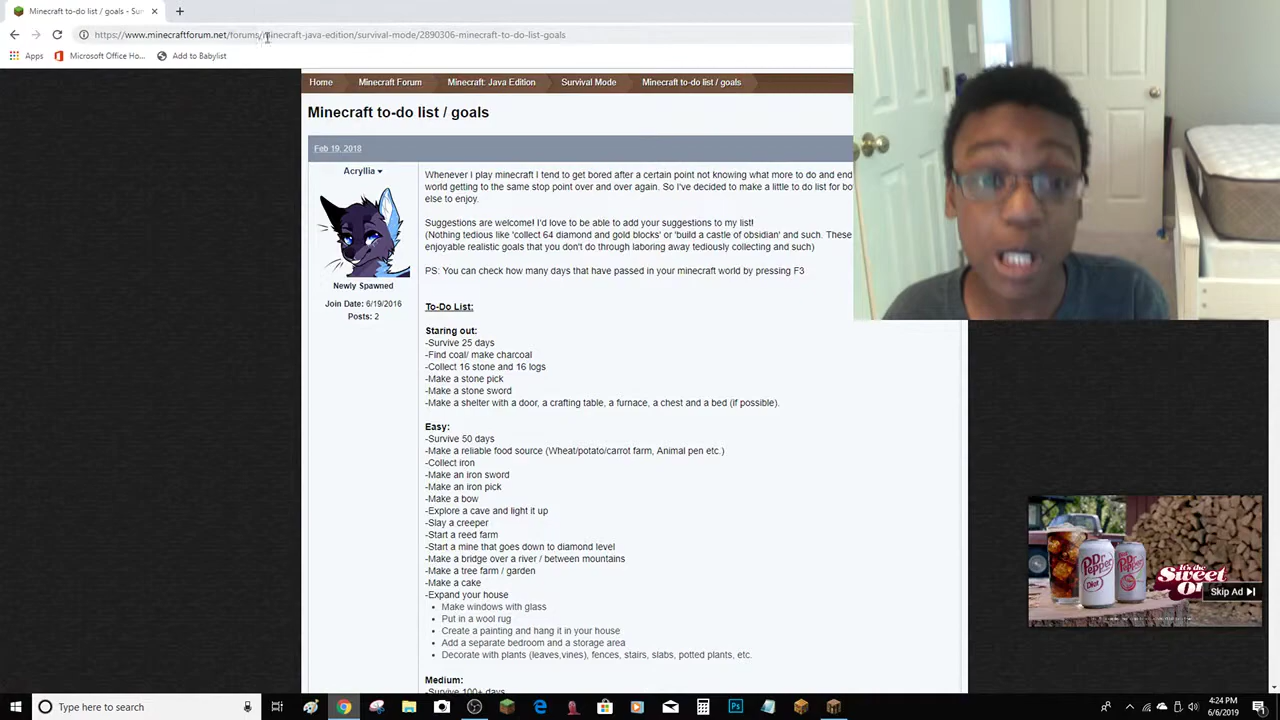 Minecraft to-do list / goals - Sur
https://www.minecraftforum.net/forums/minecraft-java-edition/survival-mode/2890306-minecraft-to-do-list-goals
Apps
Microsoft Office Ho...
Add to Babylist
Home
Minecraft Forum
Minecraft: Java Edition
Survival Mode
Minecraft to-do list / goals
Minecraft to-do list / goals
Feb 19, 2018
Acryllia
Newly Spawned
Join Date: 6/19/2016
Posts: 2
Whenever I play minecraft I tend to get bored after a certain point not knowing what more to do and end
world getting to the same stop point over and over again. So I've decided to make a little to do list for bo
else to enjoy.
Suggestions are welcome! I'd love to be able to add your suggestions to my list!
(Nothing tedious like 'collect 64 diamond and gold blocks' or 'build a castle of obsidian' and such. These
enjoyable realistic goals that you don't do through laboring away tediously collecting and such)
PS: You can check how many days that have passed in your minecraft world by pressing F3
To-Do List:
Staring out:
-Survive 25 days
-Find coal/ make charcoal
-Collect 16 stone and 16 logs
-Make a stone pick
-Make a stone sword
-Make a shelter with a door, a crafting table, a furnace, a chest and a bed (if possible).
Easy:
-Survive 50 days
-Make a reliable food source (Wheat/potato/carrot farm, Animal pen etc.)
-Collect iron
-Make an iron sword
-Make an iron pick
-Make a bow
-Explore a cave and light it up
-Slay a creeper
-Start a reed farm
-Start a mine that goes down to diamond level
-Make a bridge over a river / between mountains
-Make a tree farm / garden
-Make a cake
-Expand your house
• Make windows with glass
• Put in a wool rug
• Create a painting and hang it in your house
• Add a separate bedroom and a storage area
• Decorate with plants (leaves,vines), fences, stairs, slabs, potted plants, etc.
Medium:
-Survive 100+ days
Dr Pepper
Diet
Dr Pepper
It's the
Sweet
Skip Ad
Type here to search
4:24 PM
6/6/2019